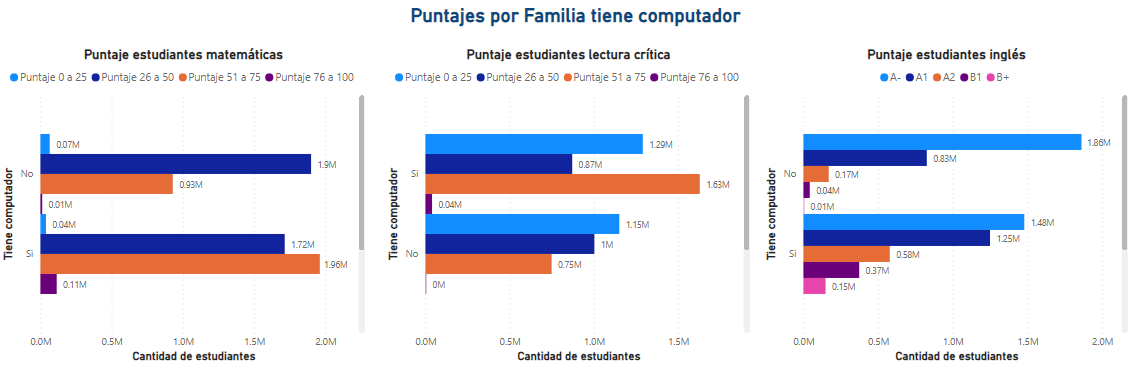 Puntajes por Familia tiene computador
Puntaje estudiantes matemáticas
Puntaje 0 a 25 Puntaje 26 a 50 Puntaje 51 a 75 Puntaje 76 a 100
Tiene computador
No
0.07M
1.9M
0.93M
0.01M
Si
0.04M
1.72M
1.96M
0.11M
0.0M 0.5M 1.0M 1.5M 2.0M
Cantidad de estudiantes
Puntaje estudiantes lectura crítica
Puntaje 0 a 25 Puntaje 26 a 50 Puntaje 51 a 75 Puntaje 76 a 100
Tiene computador
Si
1.29M
0.87M
1.63M
0.04M
No
1.15M
1M
0.75M
0M
0.0M 0.5M 1.0M 1.5M
Cantidad de estudiantes
Puntaje estudiantes inglés
A- A1 A2 B1 B+
Tiene computador
No
1.86M
0.83M
0.17M
0.04M
0.01M
Si
1.48M
1.25M
0.58M
0.37M
0.15M
0.0M 0.5M 1.0M 1.5M 2.0M
Cantidad de estudiantes